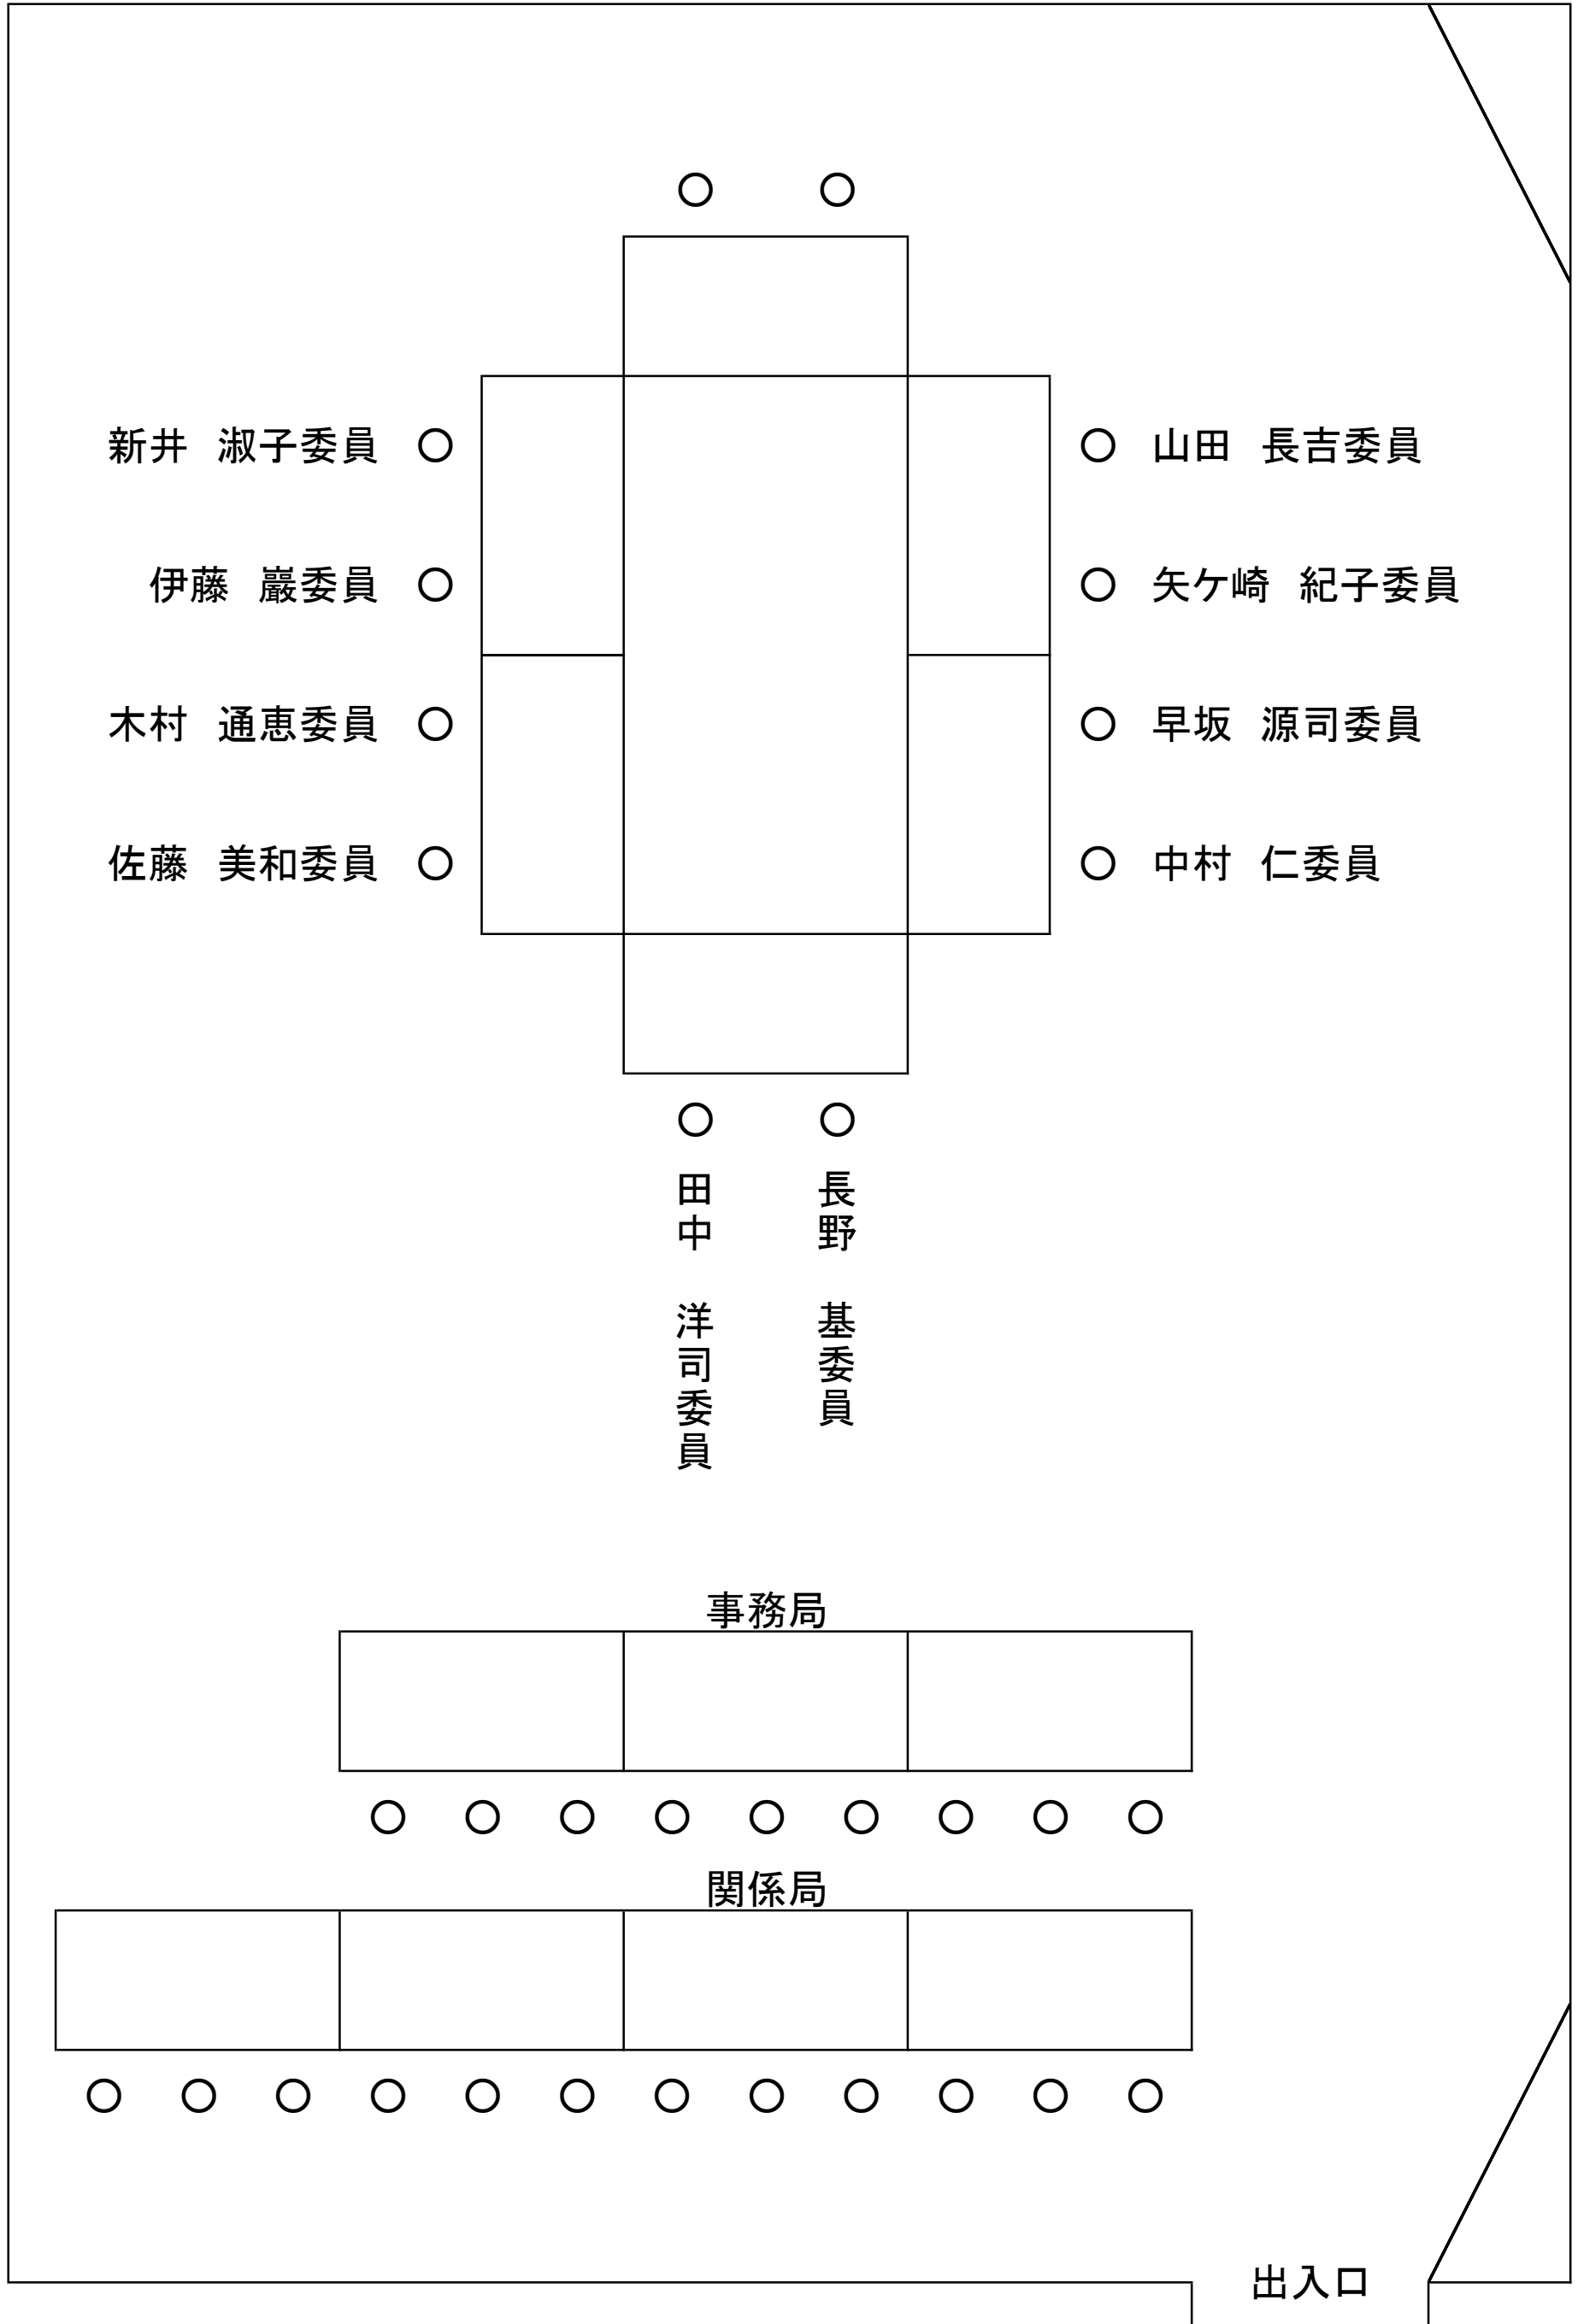 新井 淑子委員
山田 長吉委員
伊藤 巌委員
矢ケ崎 紀子委員
木村 通恵委員
早坂 源司委員
佐藤 美和委員
中村 仁委員
田中 洋司委員
長野 基委員
事務局
関係局
出入口